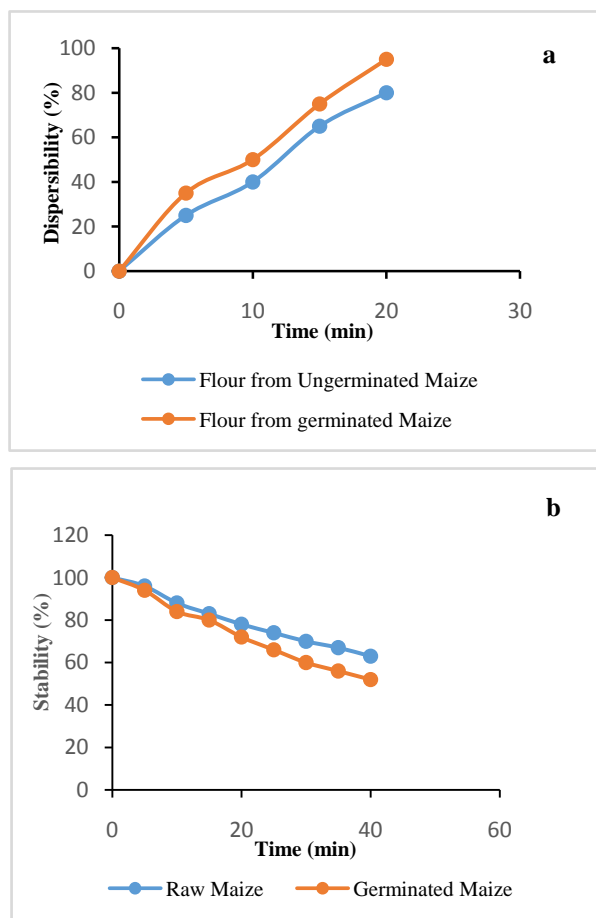 a
100
80
60
40
20
0
Dispersibility (%)
0 10 20 30
Time (min)
Flour from Ungerminated Maize
Flour from germinated Maize
b
120
100
80
60
40
20
0
Stability (%)
0 20 40 60
Time (min)
Raw Maize Germinated Maize